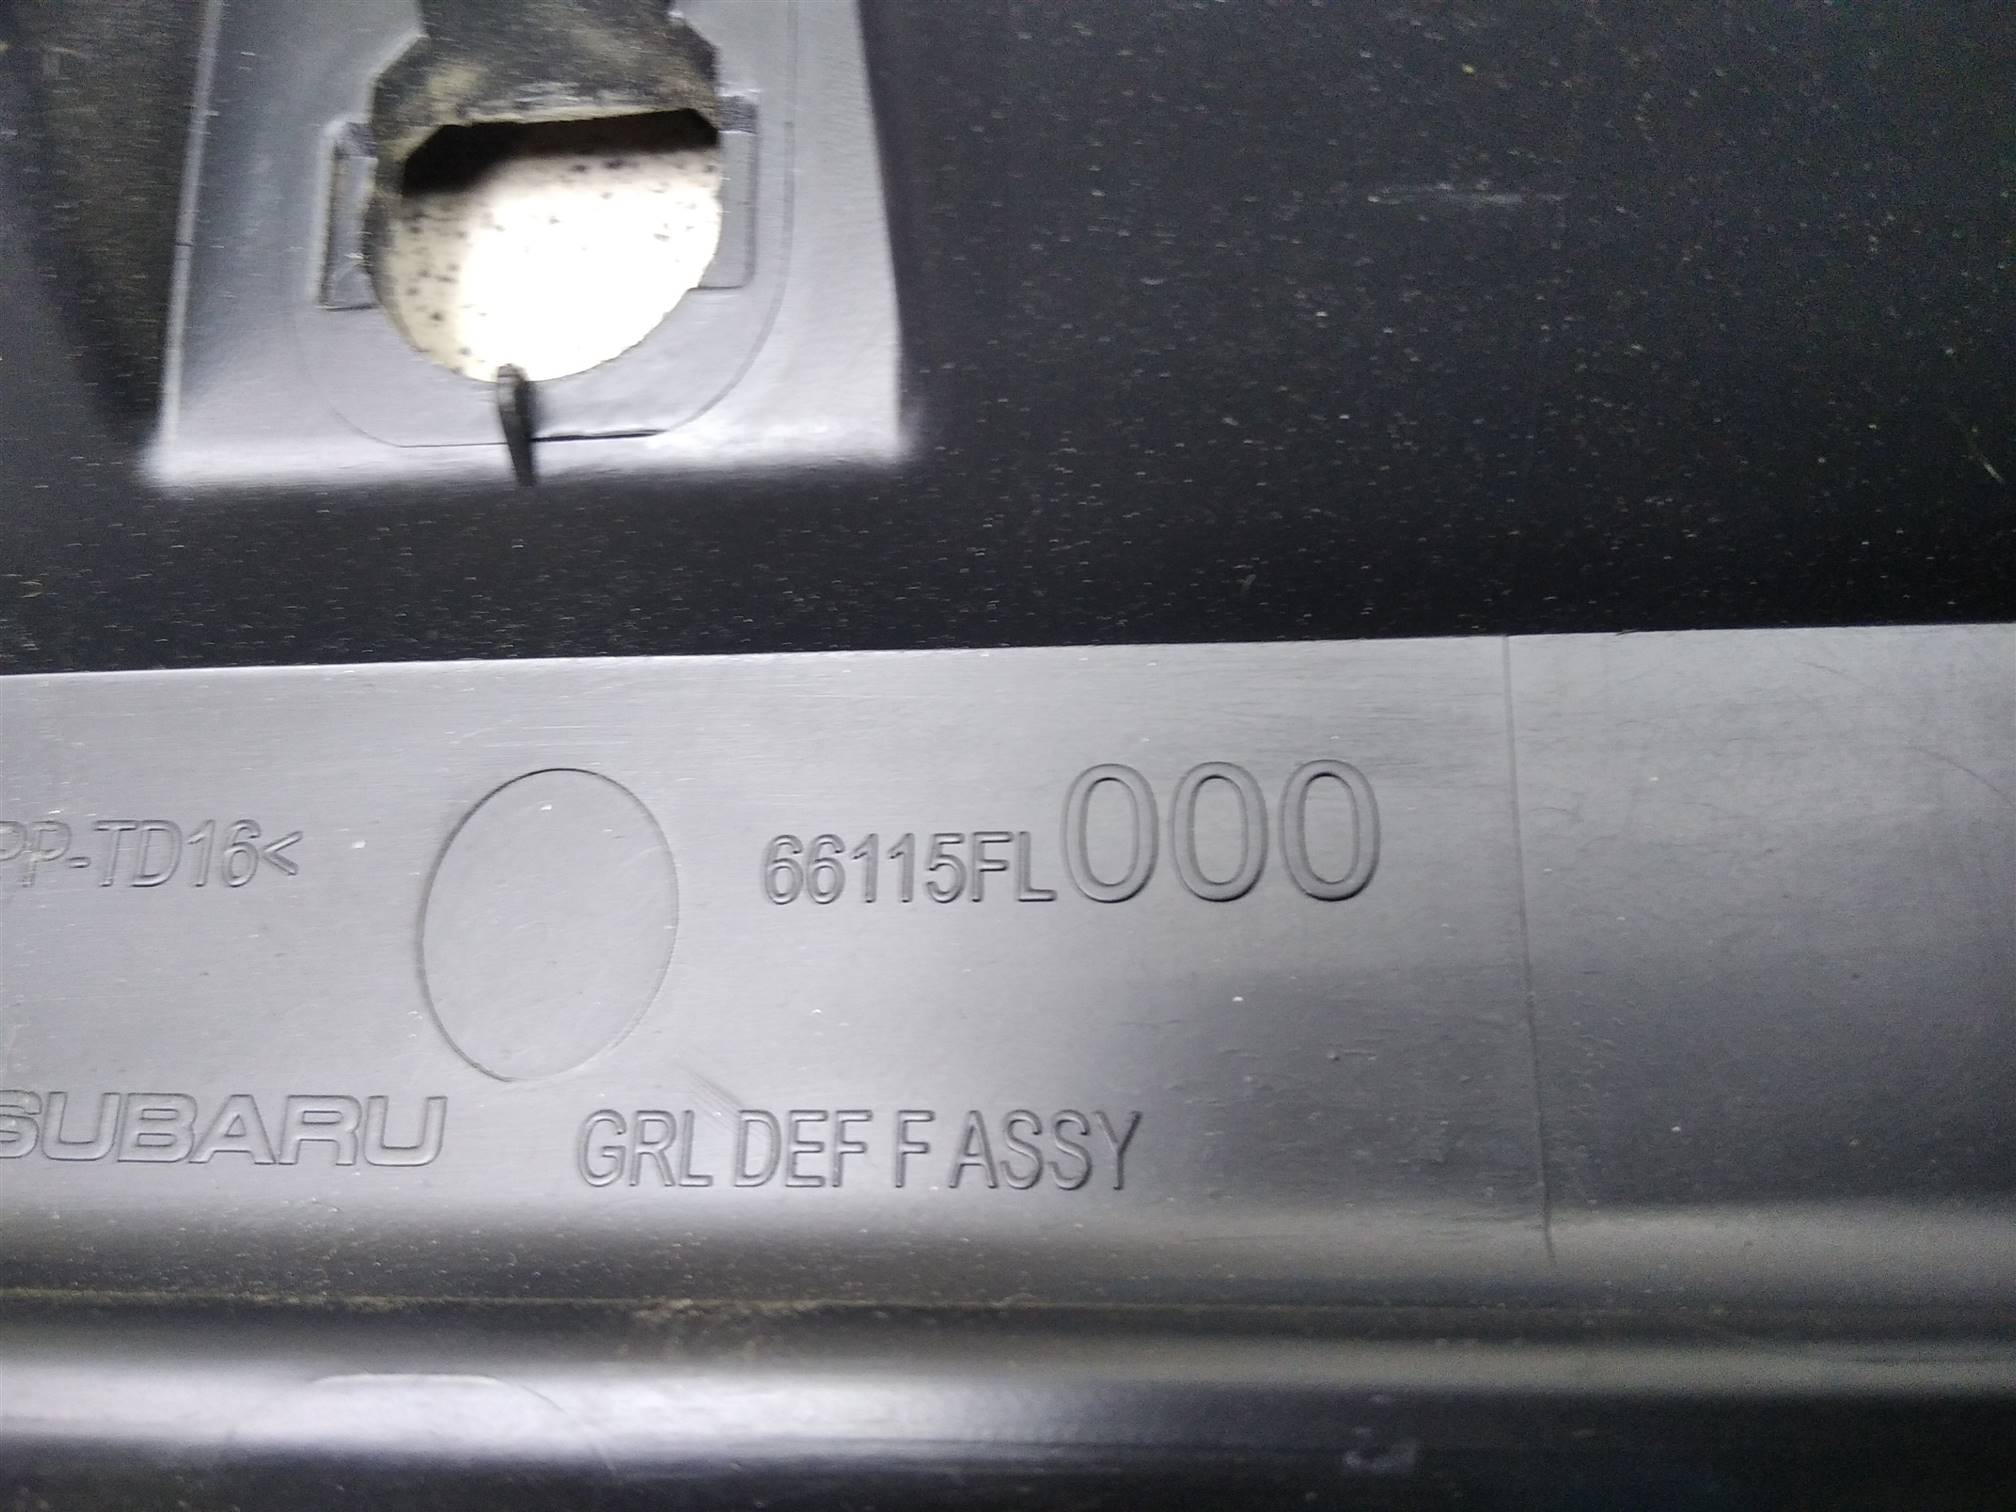 PP-TD16<
66115FL000
SUBARU
GRL DEF F ASSY